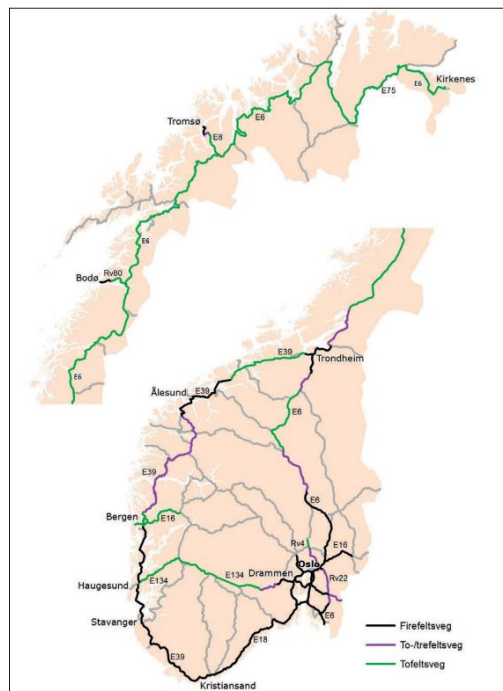 Kirkenes
E6
E75
Tromsø
E6
E8
E6
Rv80
Bodø
E6
E39
Trondheim
E39
Ålesund
E6
E39
E6
Bergen
E16
Rv4
E16
Oslo
Drammen
E134
Rv22
Haugesund
E134
E6
Stavanger
E18
E39
Kristiansand
Firefeltsveg
To-/trefeltsveg
Tofeltsveg